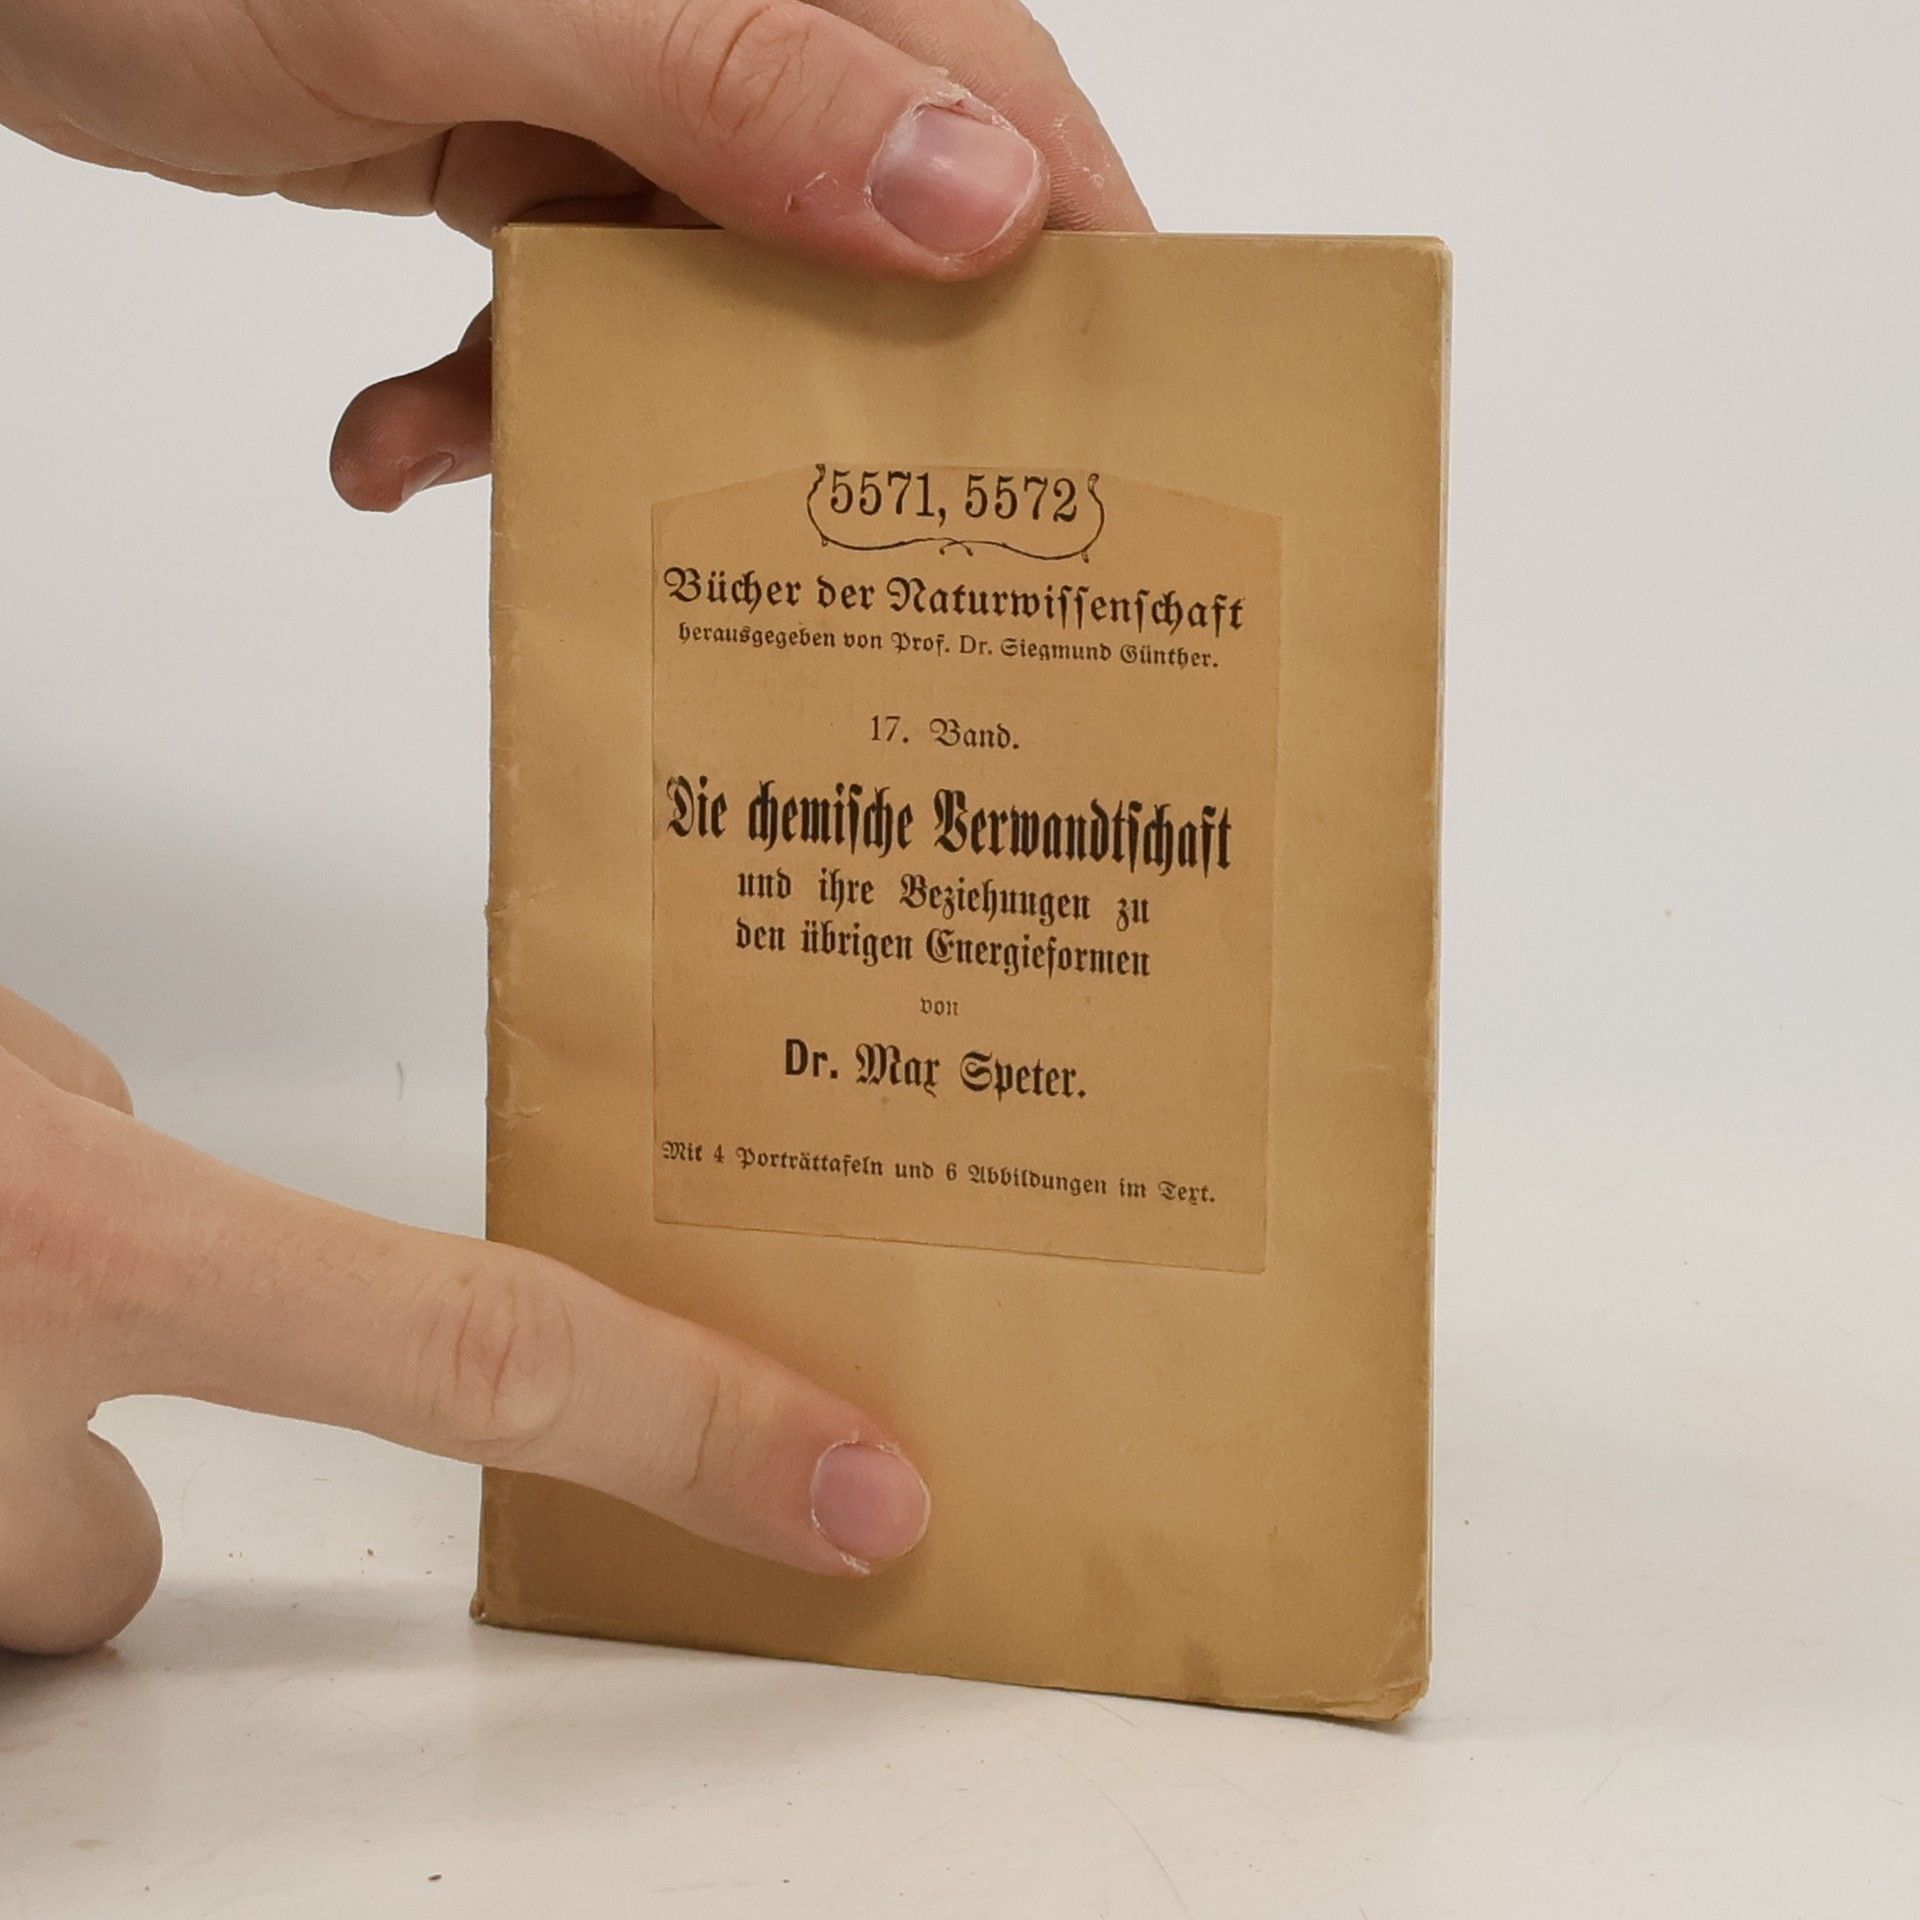 5571, 5572
Bücher der Naturwissenschaft
herausgegeben von Prof. Dr. Siegmund Günther.
17. Band.
Die chemische Verwandtschaft
und ihre Beziehungen zu
den übrigen Energieformen
von
Dr. Max Speter.
Mit 4 Porträttafeln und 6 Abbildungen im Text.